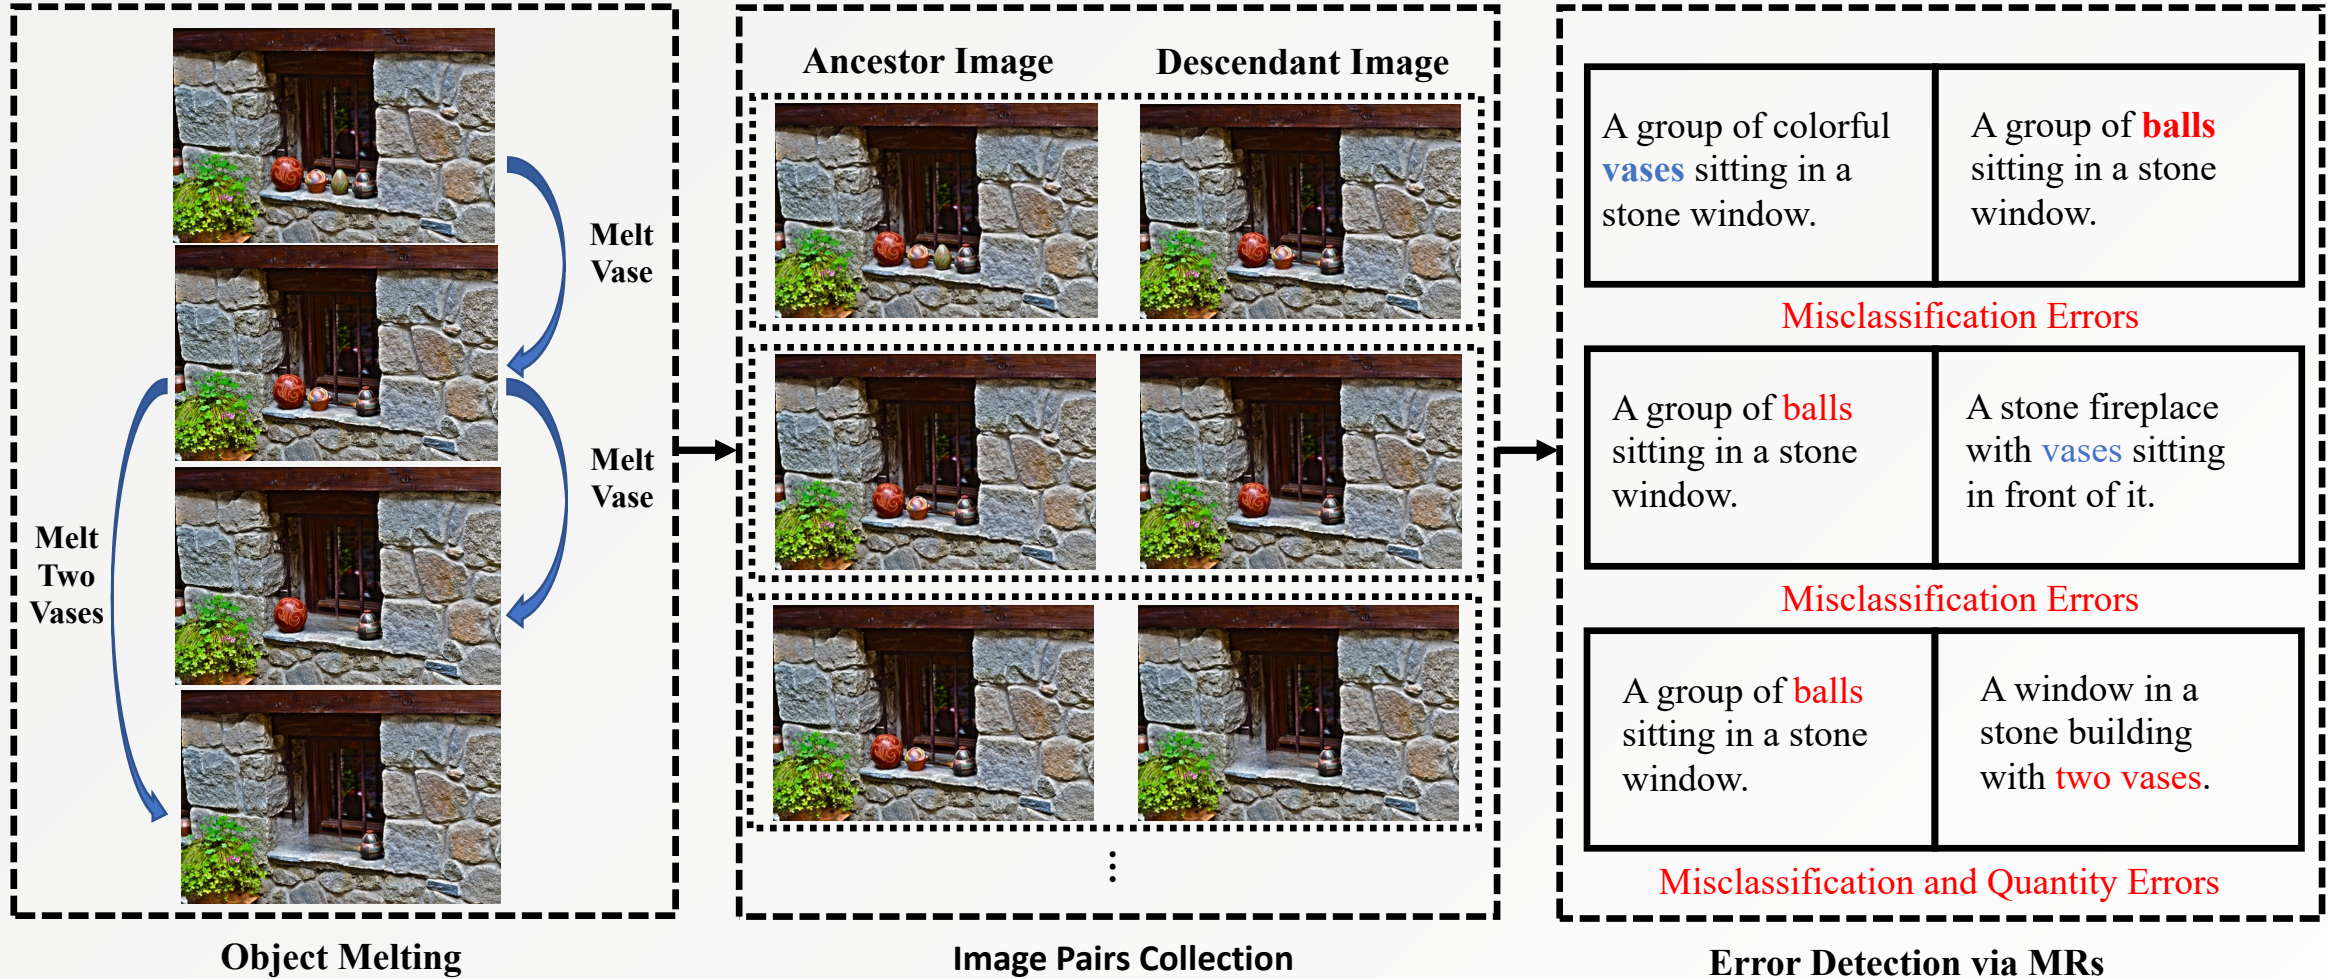 Melt
Vase
Melt
Vase
Melt
Two
Vases
Object Melting
Ancestor Image
Descendant Image
⋮
Image Pairs Collection
A group of colorful
vases sitting in a
stone window.
A group of balls
sitting in a stone
window.
Misclassification Errors
A group of balls
sitting in a stone
window.
A stone fireplace
with vases sitting
in front of it.
Misclassification Errors
A group of balls
sitting in a stone
window.
A window in a
stone building
with two vases.
Misclassification and Quantity Errors
Error Detection via MRs